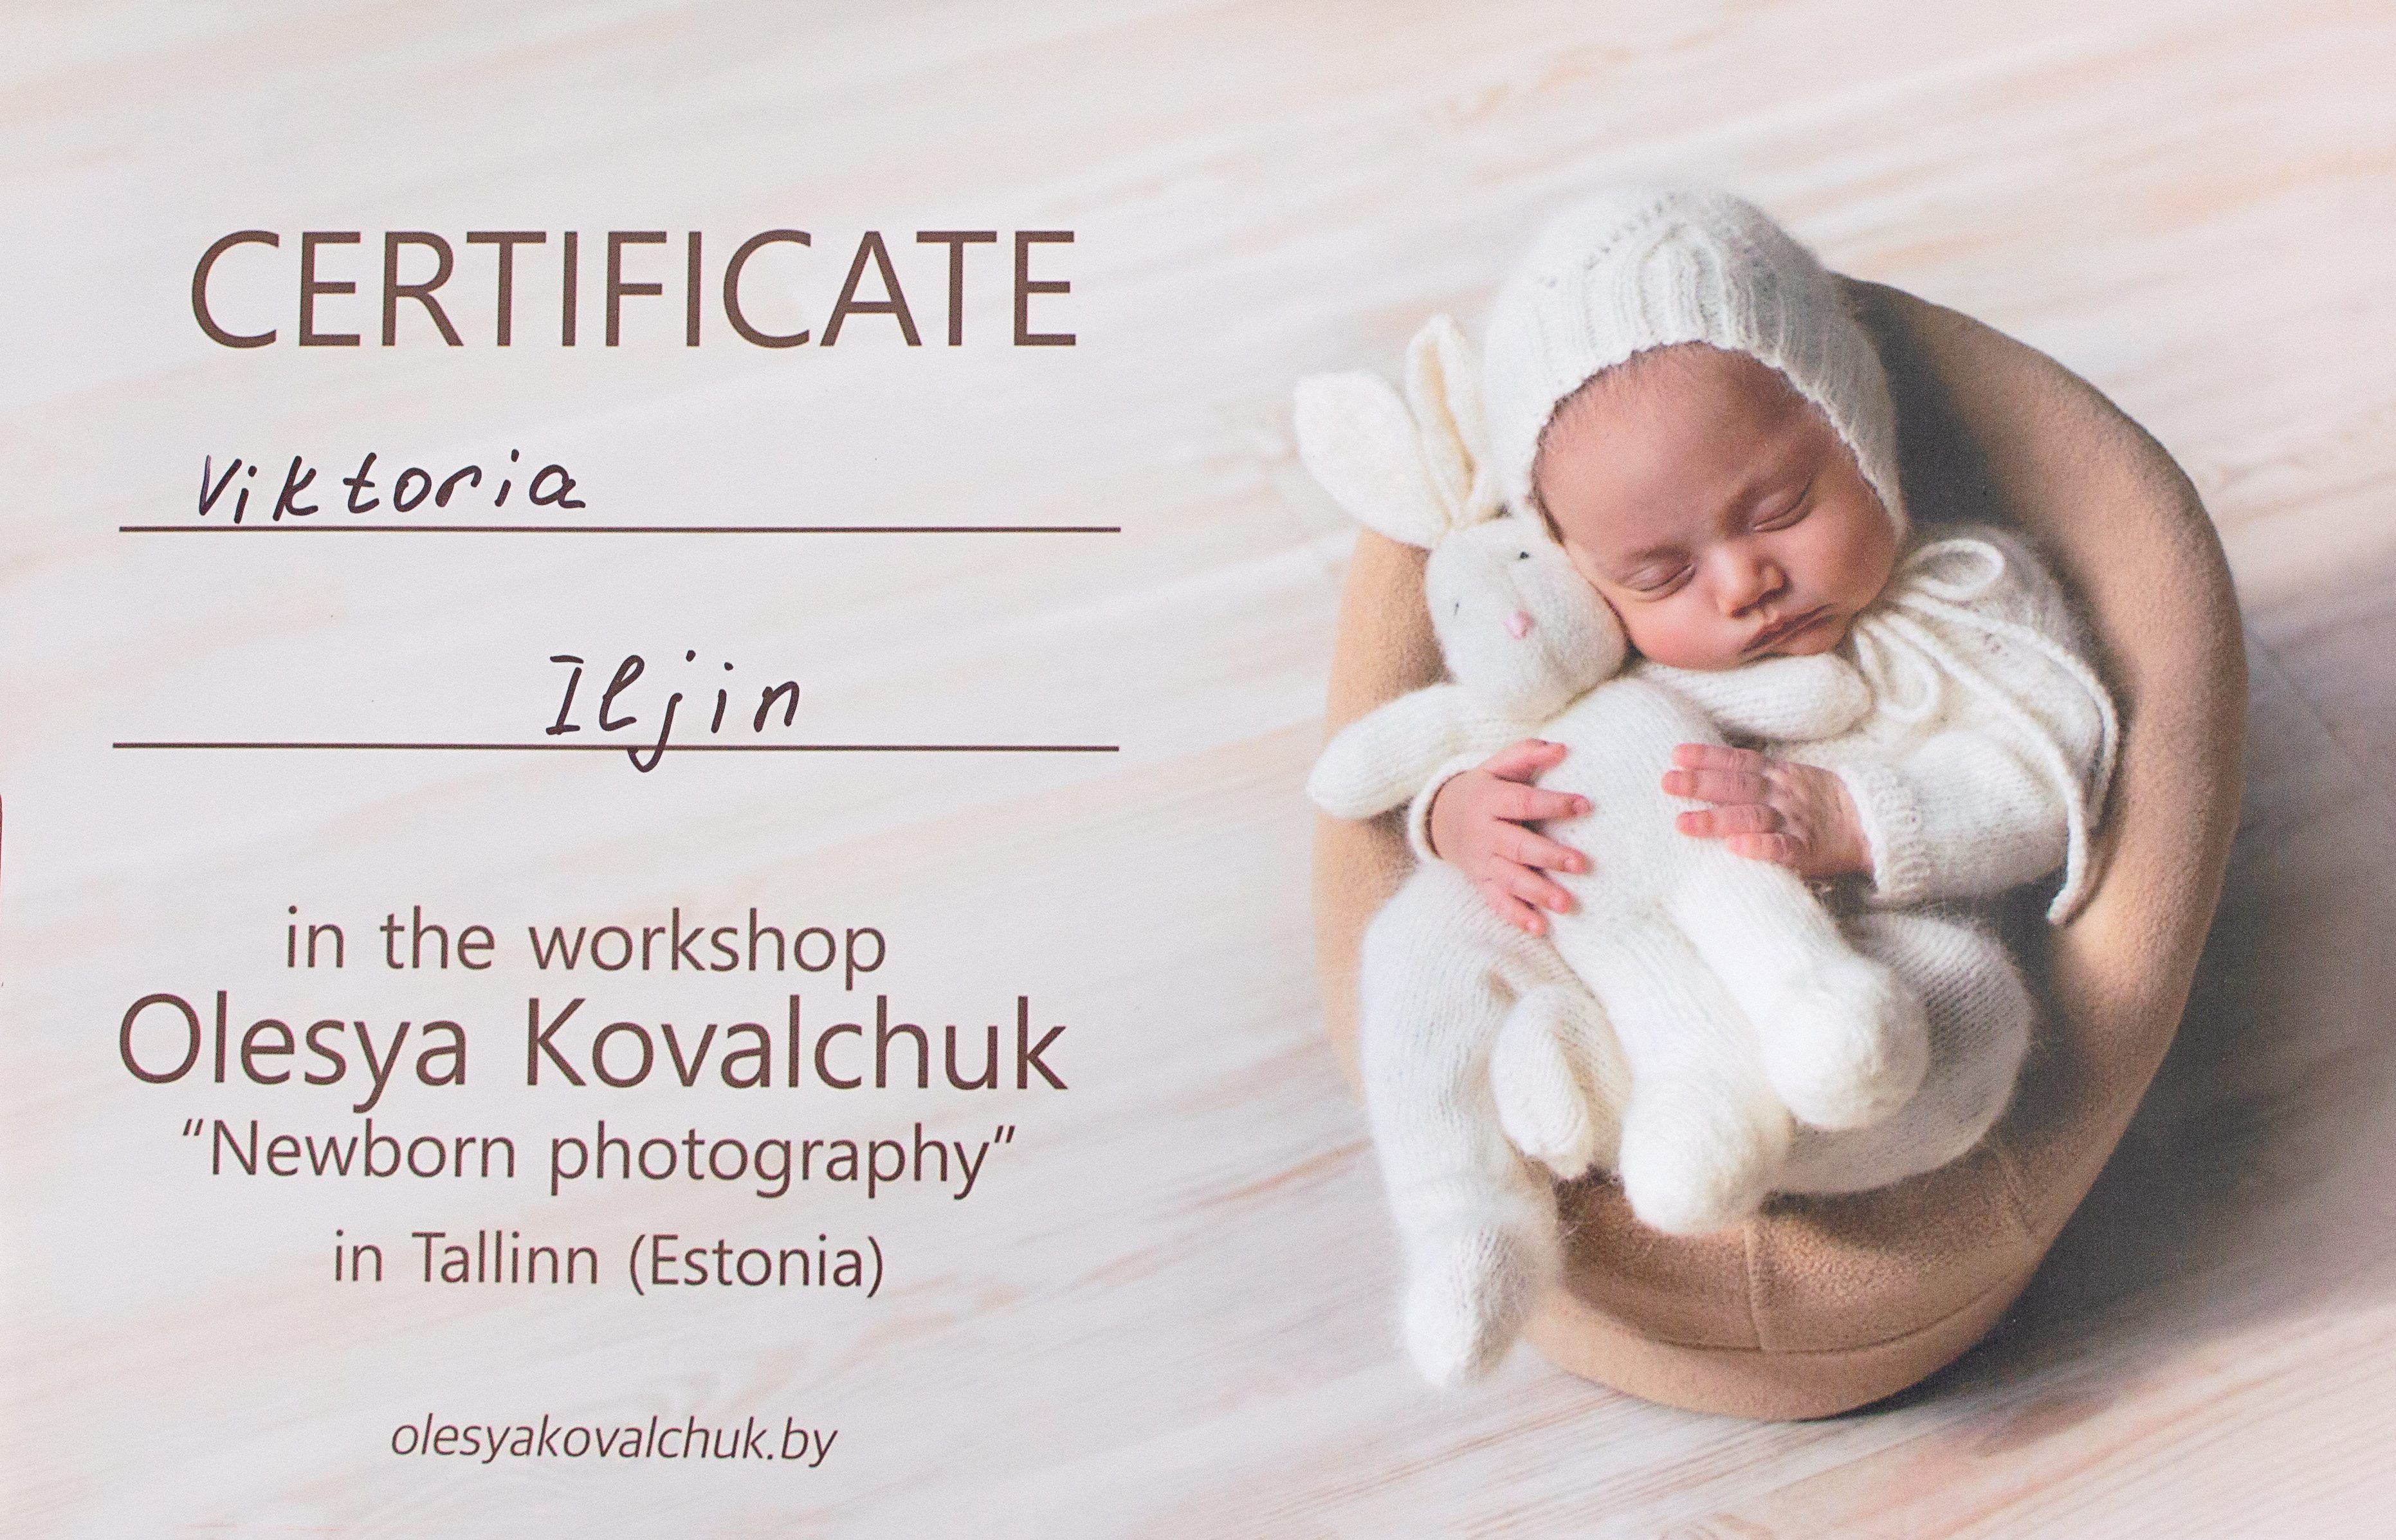 CERTIFICATE
Viktoria
Iljin
in the workshop
Olesya Kovalchuk
“Newborn photography”
in Tallinn (Estonia)
olesyakovalchuk.by